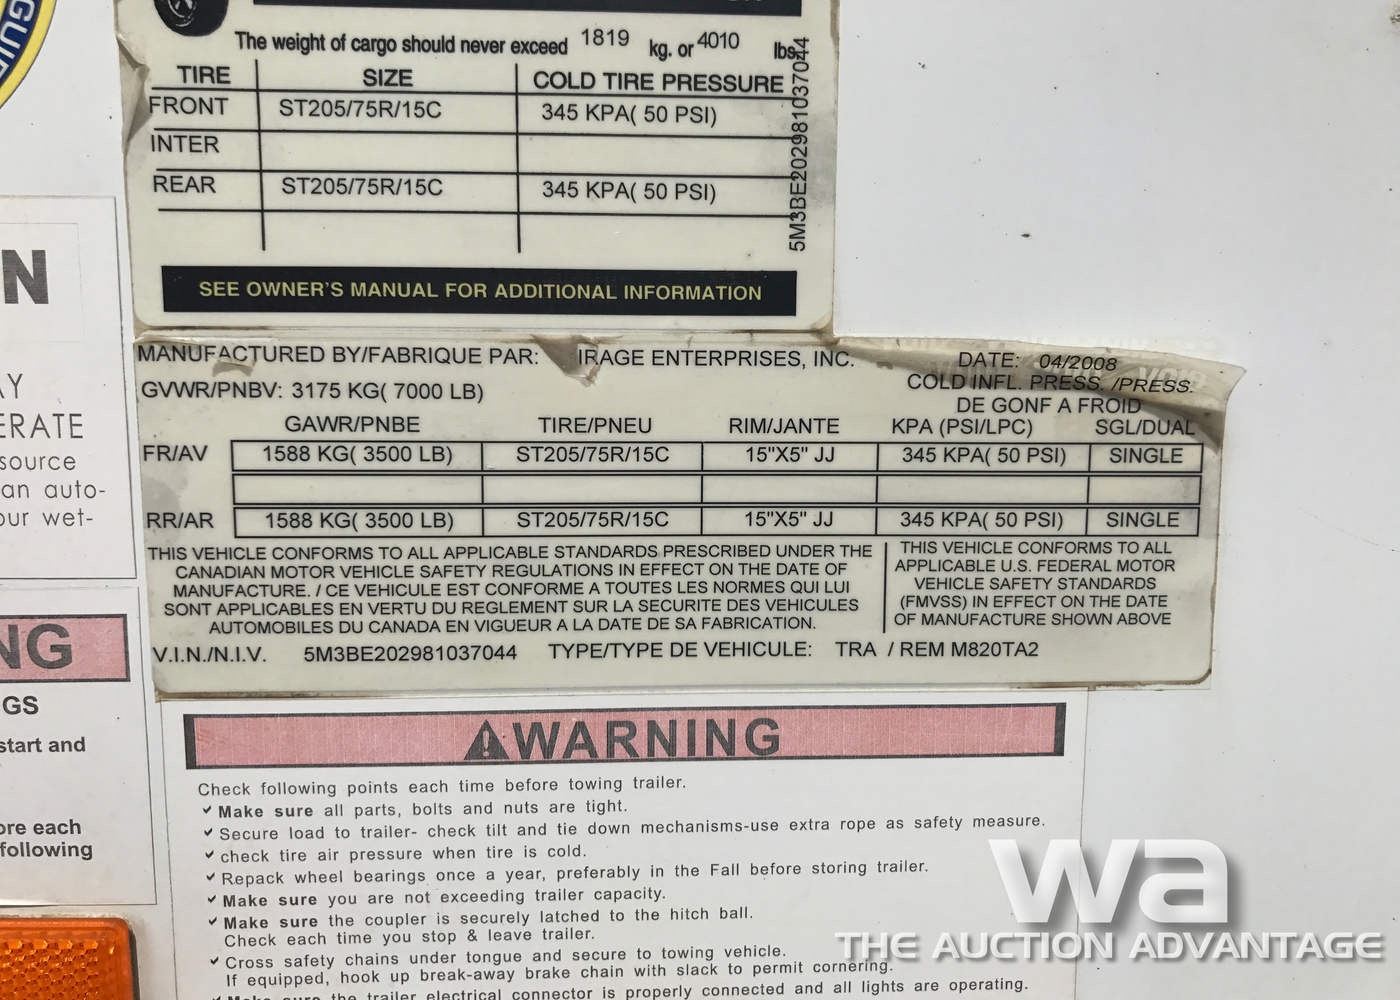 The weight of cargo should never exceed 1819 kg. or 4010 lbs.
TIRE SIZE COLD TIRE PRESSURE
FRONT ST205/75R/15C 345 KPA( 50 PSI)
INTER
REAR ST205/75R/15C 345 KPA( 50 PSI)
5M3BE202981037044
SEE OWNER'S MANUAL FOR ADDITIONAL INFORMATION
MANUFACTURED BY/FABRIQUE PAR: IRAGE ENTERPRISES, INC. DATE: 04/2008
GVWR/PNBV: 3175 KG( 7000 LB) COLD INFL. PRESS. /PRESS.
DE GONF A FROID
GAWR/PNBE TIRE/PNEU RIM/JANTE KPA (PSI/LPC) SGL/DUAL
FR/AV 1588 KG( 3500 LB) ST205/75R/15C 15"X5" JJ 345 KPA( 50 PSI) SINGLE
RR/AR 1588 KG( 3500 LB) ST205/75R/15C 15"X5" JJ 345 KPA( 50 PSI) SINGLE
THIS VEHICLE CONFORMS TO ALL APPLICABLE STANDARDS PRESCRIBED UNDER THE
CANADIAN MOTOR VEHICLE SAFETY REGULATIONS IN EFFECT ON THE DATE OF
MANUFACTURE. / CE VEHICULE EST CONFORME A TOUTES LES NORMES QUI LUI
SONT APPLICABLES EN VERTU DU REGLEMENT SUR LA SECURITE DES VEHICULES
AUTOMOBILES DU CANADA EN VIGUEUR A LA DATE DE SA FABRICATION.
THIS VEHICLE CONFORMS TO ALL
APPLICABLE U.S. FEDERAL MOTOR
VEHICLE SAFETY STANDARDS
(FMVSS) IN EFFECT ON THE DATE
OF MANUFACTURE SHOWN ABOVE
V.I.N./N.I.V. 5M3BE202981037044 TYPE/TYPE DE VEHICULE: TRA / REM M820TA2
N
AY
ERATE
source
an auto-
our wet-
NG
GS
start and
ore each
following
WARNING
Check following points each time before towing trailer.
✓ Make sure all parts, bolts and nuts are tight.
✓ Secure load to trailer- check tilt and tie down mechanisms-use extra rope as safety measure.
✓ check tire air pressure when tire is cold.
✓ Repack wheel bearings once a year, preferably in the Fall before storing trailer.
✓ Make sure you are not exceeding trailer capacity.
✓ Make sure the coupler is securely latched to the hitch ball.
Check each time you stop & leave trailer.
✓ Cross safety chains under tongue and secure to towing vehicle.
If equipped, hook up break-away brake chain with slack to permit cornering.
✓ Make sure the trailer electrical connector is properly connected and all lights are operating.
wa
THE AUCTION ADVANTAGE